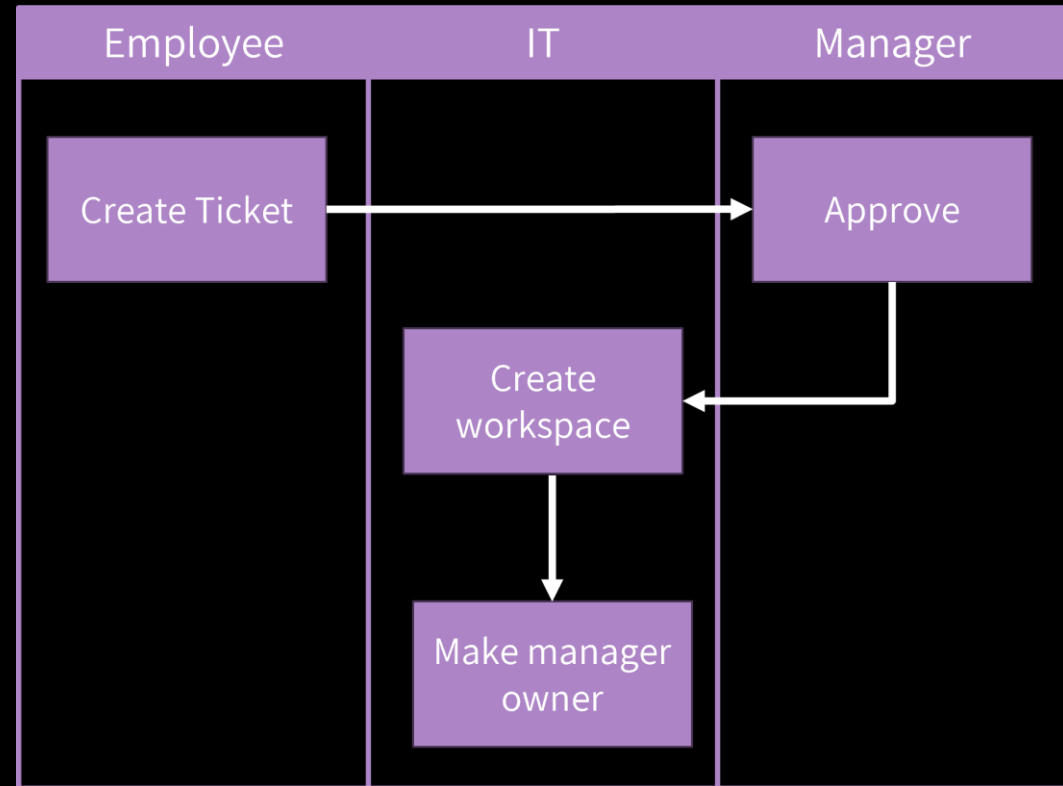 Employee
IT
Manager
Create Ticket
Approve
Create
workspace
Make manager
owner